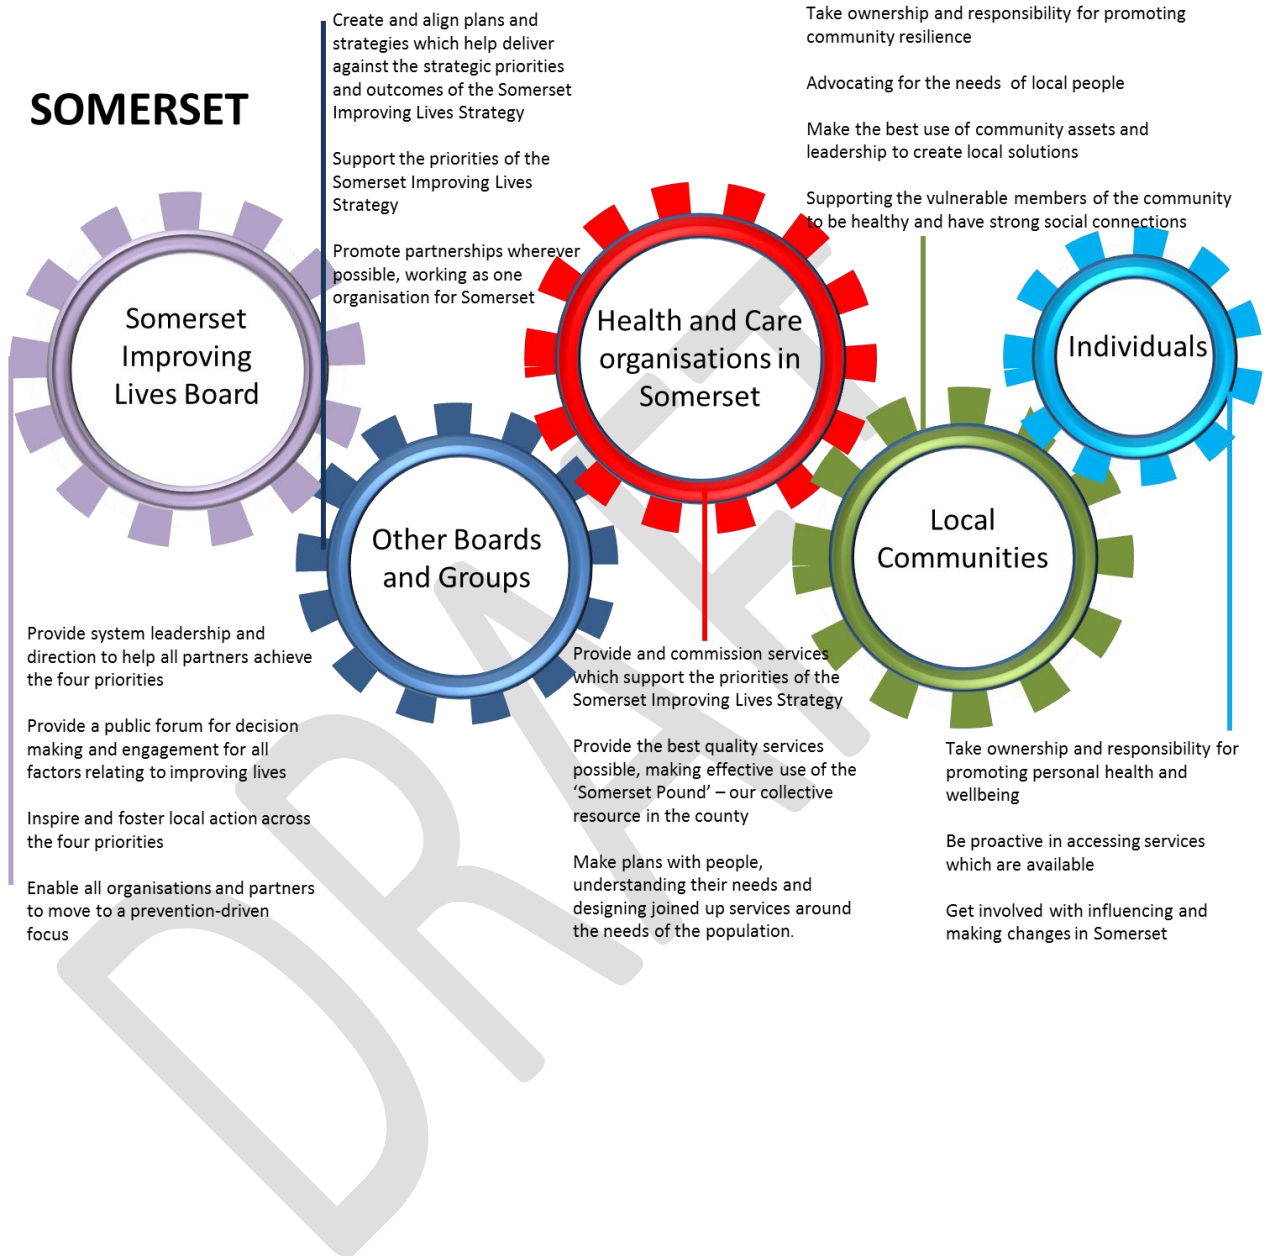 SOMERSET
Create and align plans and
strategies which help deliver
against the strategic priorities
and outcomes of the Somerset
Improving Lives Strategy
Support the priorities of the
Somerset Improving Lives
Strategy
Promote partnerships wherever
possible, working as one
organisation for Somerset
Take ownership and responsibility for promoting
community resilience
Advocating for the needs of local people
Make the best use of community assets and
leadership to create local solutions
Supporting the vulnerable members of the community
to be healthy and have strong social connections
Somerset
Improving
Lives Board
Other Boards
and Groups
Health and Care
organisations in
Somerset
Local
Communities
Individuals
Provide system leadership and
direction to help all partners achieve
the four priorities
Provide a public forum for decision
making and engagement for all
factors relating to improving lives
Inspire and foster local action across
the four priorities
Enable all organisations and partners
to move to a prevention-driven
focus
Provide and commission services
which support the priorities of the
Somerset Improving Lives Strategy
Provide the best quality services
possible, making effective use of the
‘Somerset Pound’ – our collective
resource in the county
Make plans with people,
understanding their needs and
designing joined up services around
the needs of the population.
Take ownership and responsibility for
promoting personal health and
wellbeing
Be proactive in accessing services
which are available
Get involved with influencing and
making changes in Somerset
DRAFT